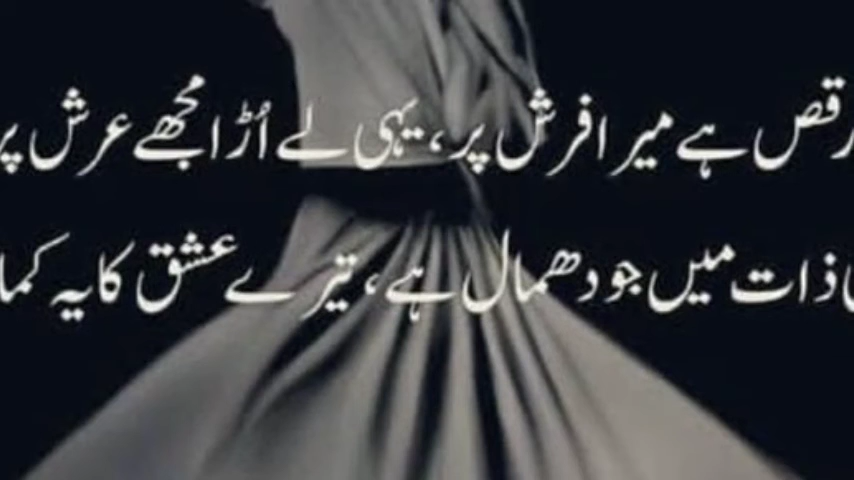 رقص ہے میرا فرش پر، یہی لے اُڑا مجھے عرش پر
ذات میں جو دھمال ہے، تیرے عشق کا یہ